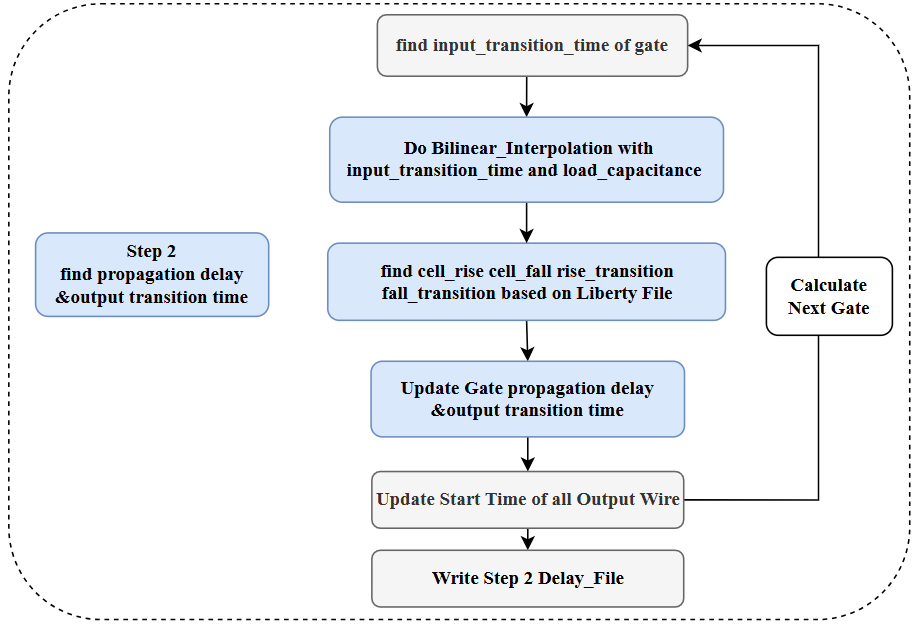 find input_transition_time of gate
Do Bilinear_Interpolation with
input_transition_time and load_capacitance
Step 2
find propagation delay
&output transition time
find cell_rise cell_fall rise_transition
fall_transition based on Liberty File
Calculate
Next Gate
Update Gate propagation delay
&output transition time
Update Start Time of all Output Wire
Write Step 2 Delay_File